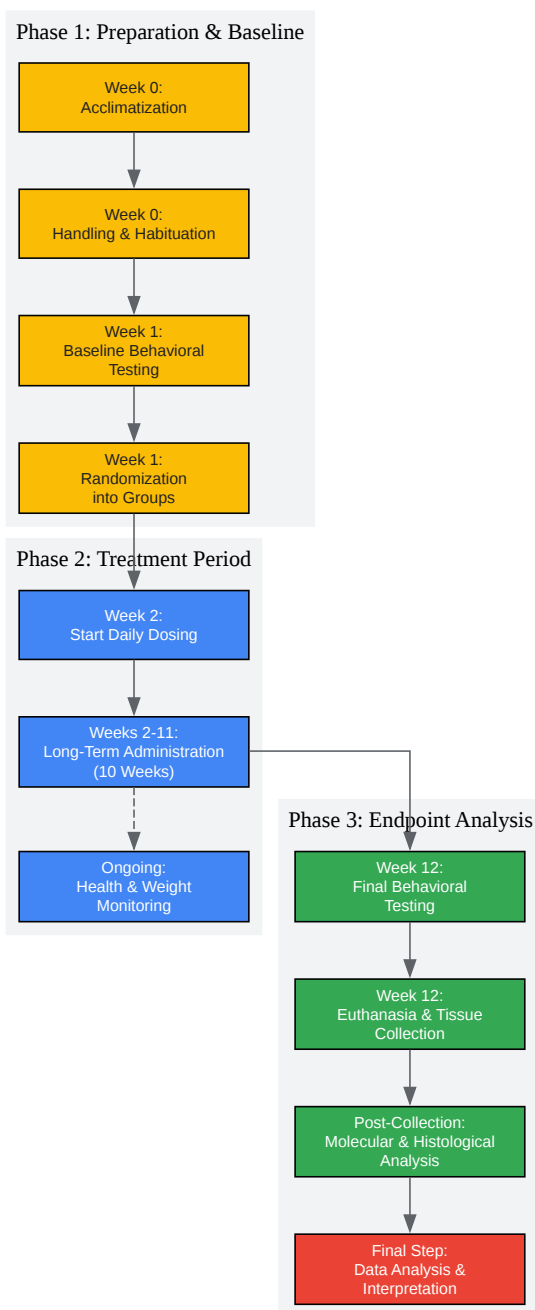 Phase 1: Preparation & Baseline
Week 0:
Acclimatization
Week 0:
Handling & Habituation
Week 1:
Baseline Behavioral
Testing
Week 1:
Randomization
into Groups
Phase 2: Treatment Period
Week 2:
Start Daily Dosing
Weeks 2-11:
Long-Term Administration
(10 Weeks)
Ongoing:
Health & Weight
Monitoring
Phase 3: Endpoint Analysis
Week 12:
Final Behavioral
Testing
Week 12:
Euthanasia & Tissue
Collection
Post-Collection:
Molecular & Histological
Analysis
Final Step:
Data Analysis &
Interpretation